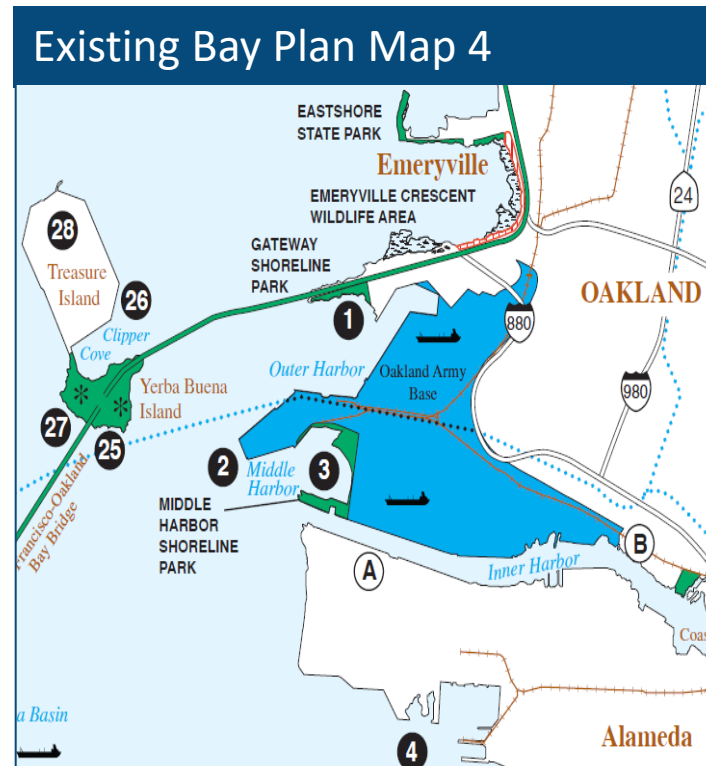 Existing Bay Plan Map 4
EASTSHORE
STATE PARK
Emeryville
EMERYVILLE CRESCENT
WILDLIFE AREA
24
28
Treasure
Island
GATEWAY
SHORELINE
PARK
26
OAKLAND
1
880
Clipper
Cove
Outer Harbor
Oakland Army
Base
980
Yerba Buena
Island
27
25
2
Middle
Harbor
3
Francisco-Oakland
Bay Bridge
MIDDLE
HARBOR
SHORELINE
PARK
B
A
Inner Harbor
Coas
a Basin
Alameda
4